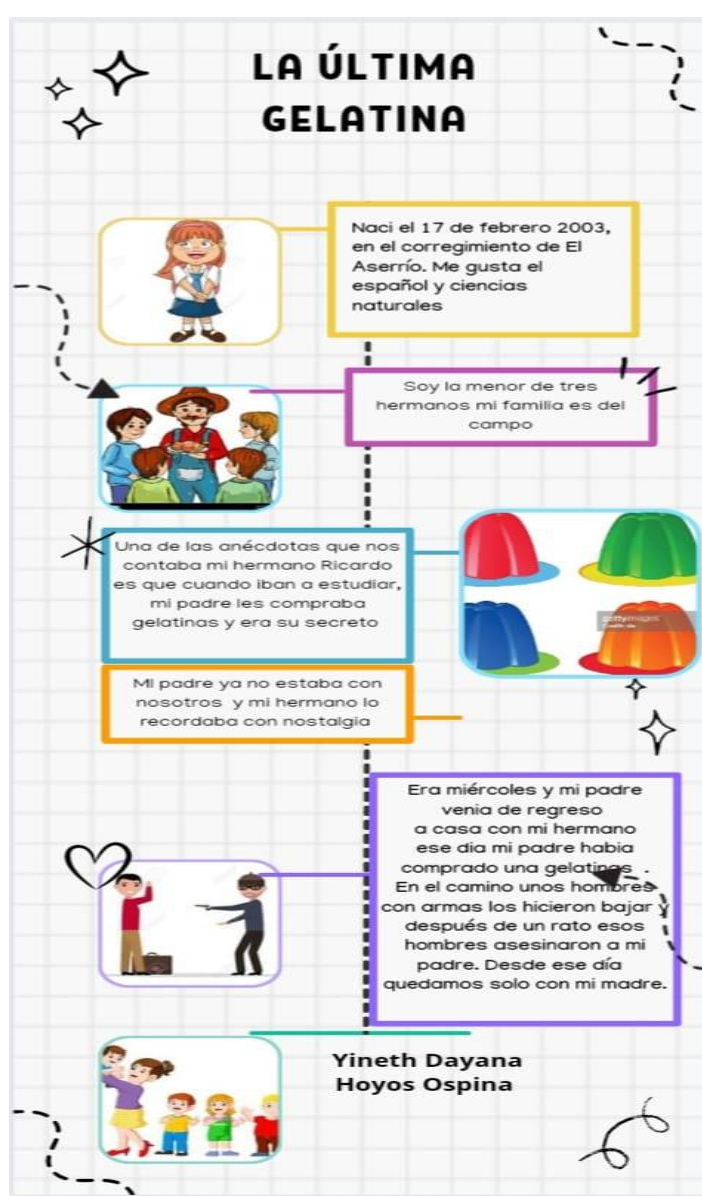 LA ÚLTIMA
GELATINA
Naci el 17 de febrero 2003,
en el corregimiento de El
Aserrío. Me gusta el
español y ciencias
naturales
Soy la menor de tres
hermanos mi familia es del
campo
Una de las anécdotas que nos
contaba mi hermano Ricardo
es que cuando iban a estudiar,
mi padre les compraba
gelatinas y era su secreto
gettyimages
Mi padre ya no estaba con
nosotros y mi hermano lo
recordaba con nostalgia
Era miércoles y mi padre
venia de regreso
a casa con mi hermano
ese dia mi padre habia
comprado una gelatinas .
En el camino unos hombres
con armas los hicieron bajar y
después de un rato esos
hombres asesinaron a mi
padre. Desde ese día
quedamos solo con mi madre.
Yineth Dayana
Hoyos Ospina